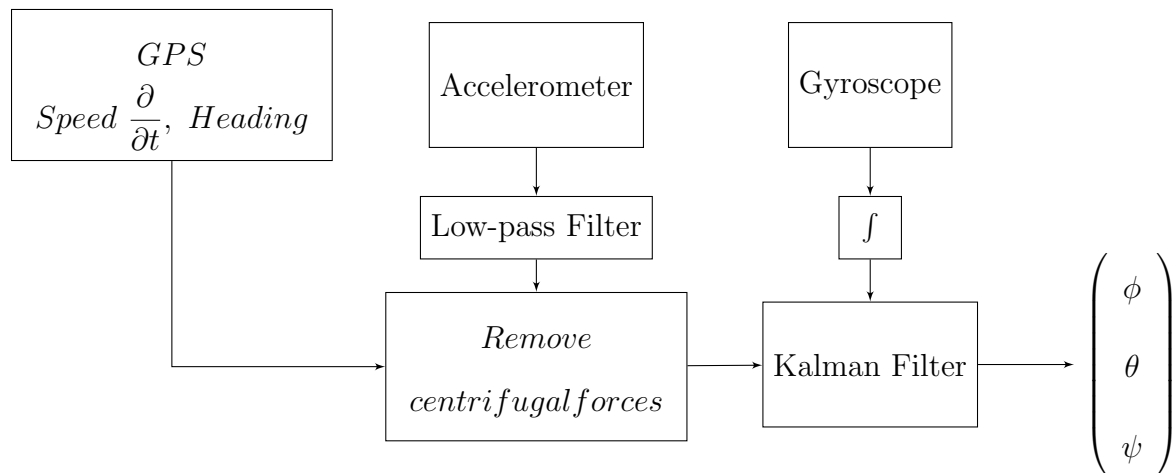 GPS
Speed ∂/∂t, Heading
Accelerometer
Gyroscope
Low-pass Filter
∫
Remove
centrifugalforces
Kalman Filter
ϕ
θ
ψ